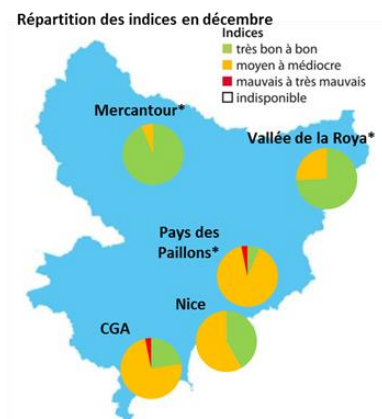 Répartition des indices en décembre
Indices
très bon à bon
moyen à médiocre
mauvais à très mauvais
indisponible
Mercantour*
Vallée de la Roya*
Pays des
Paillons*
Nice
CGA